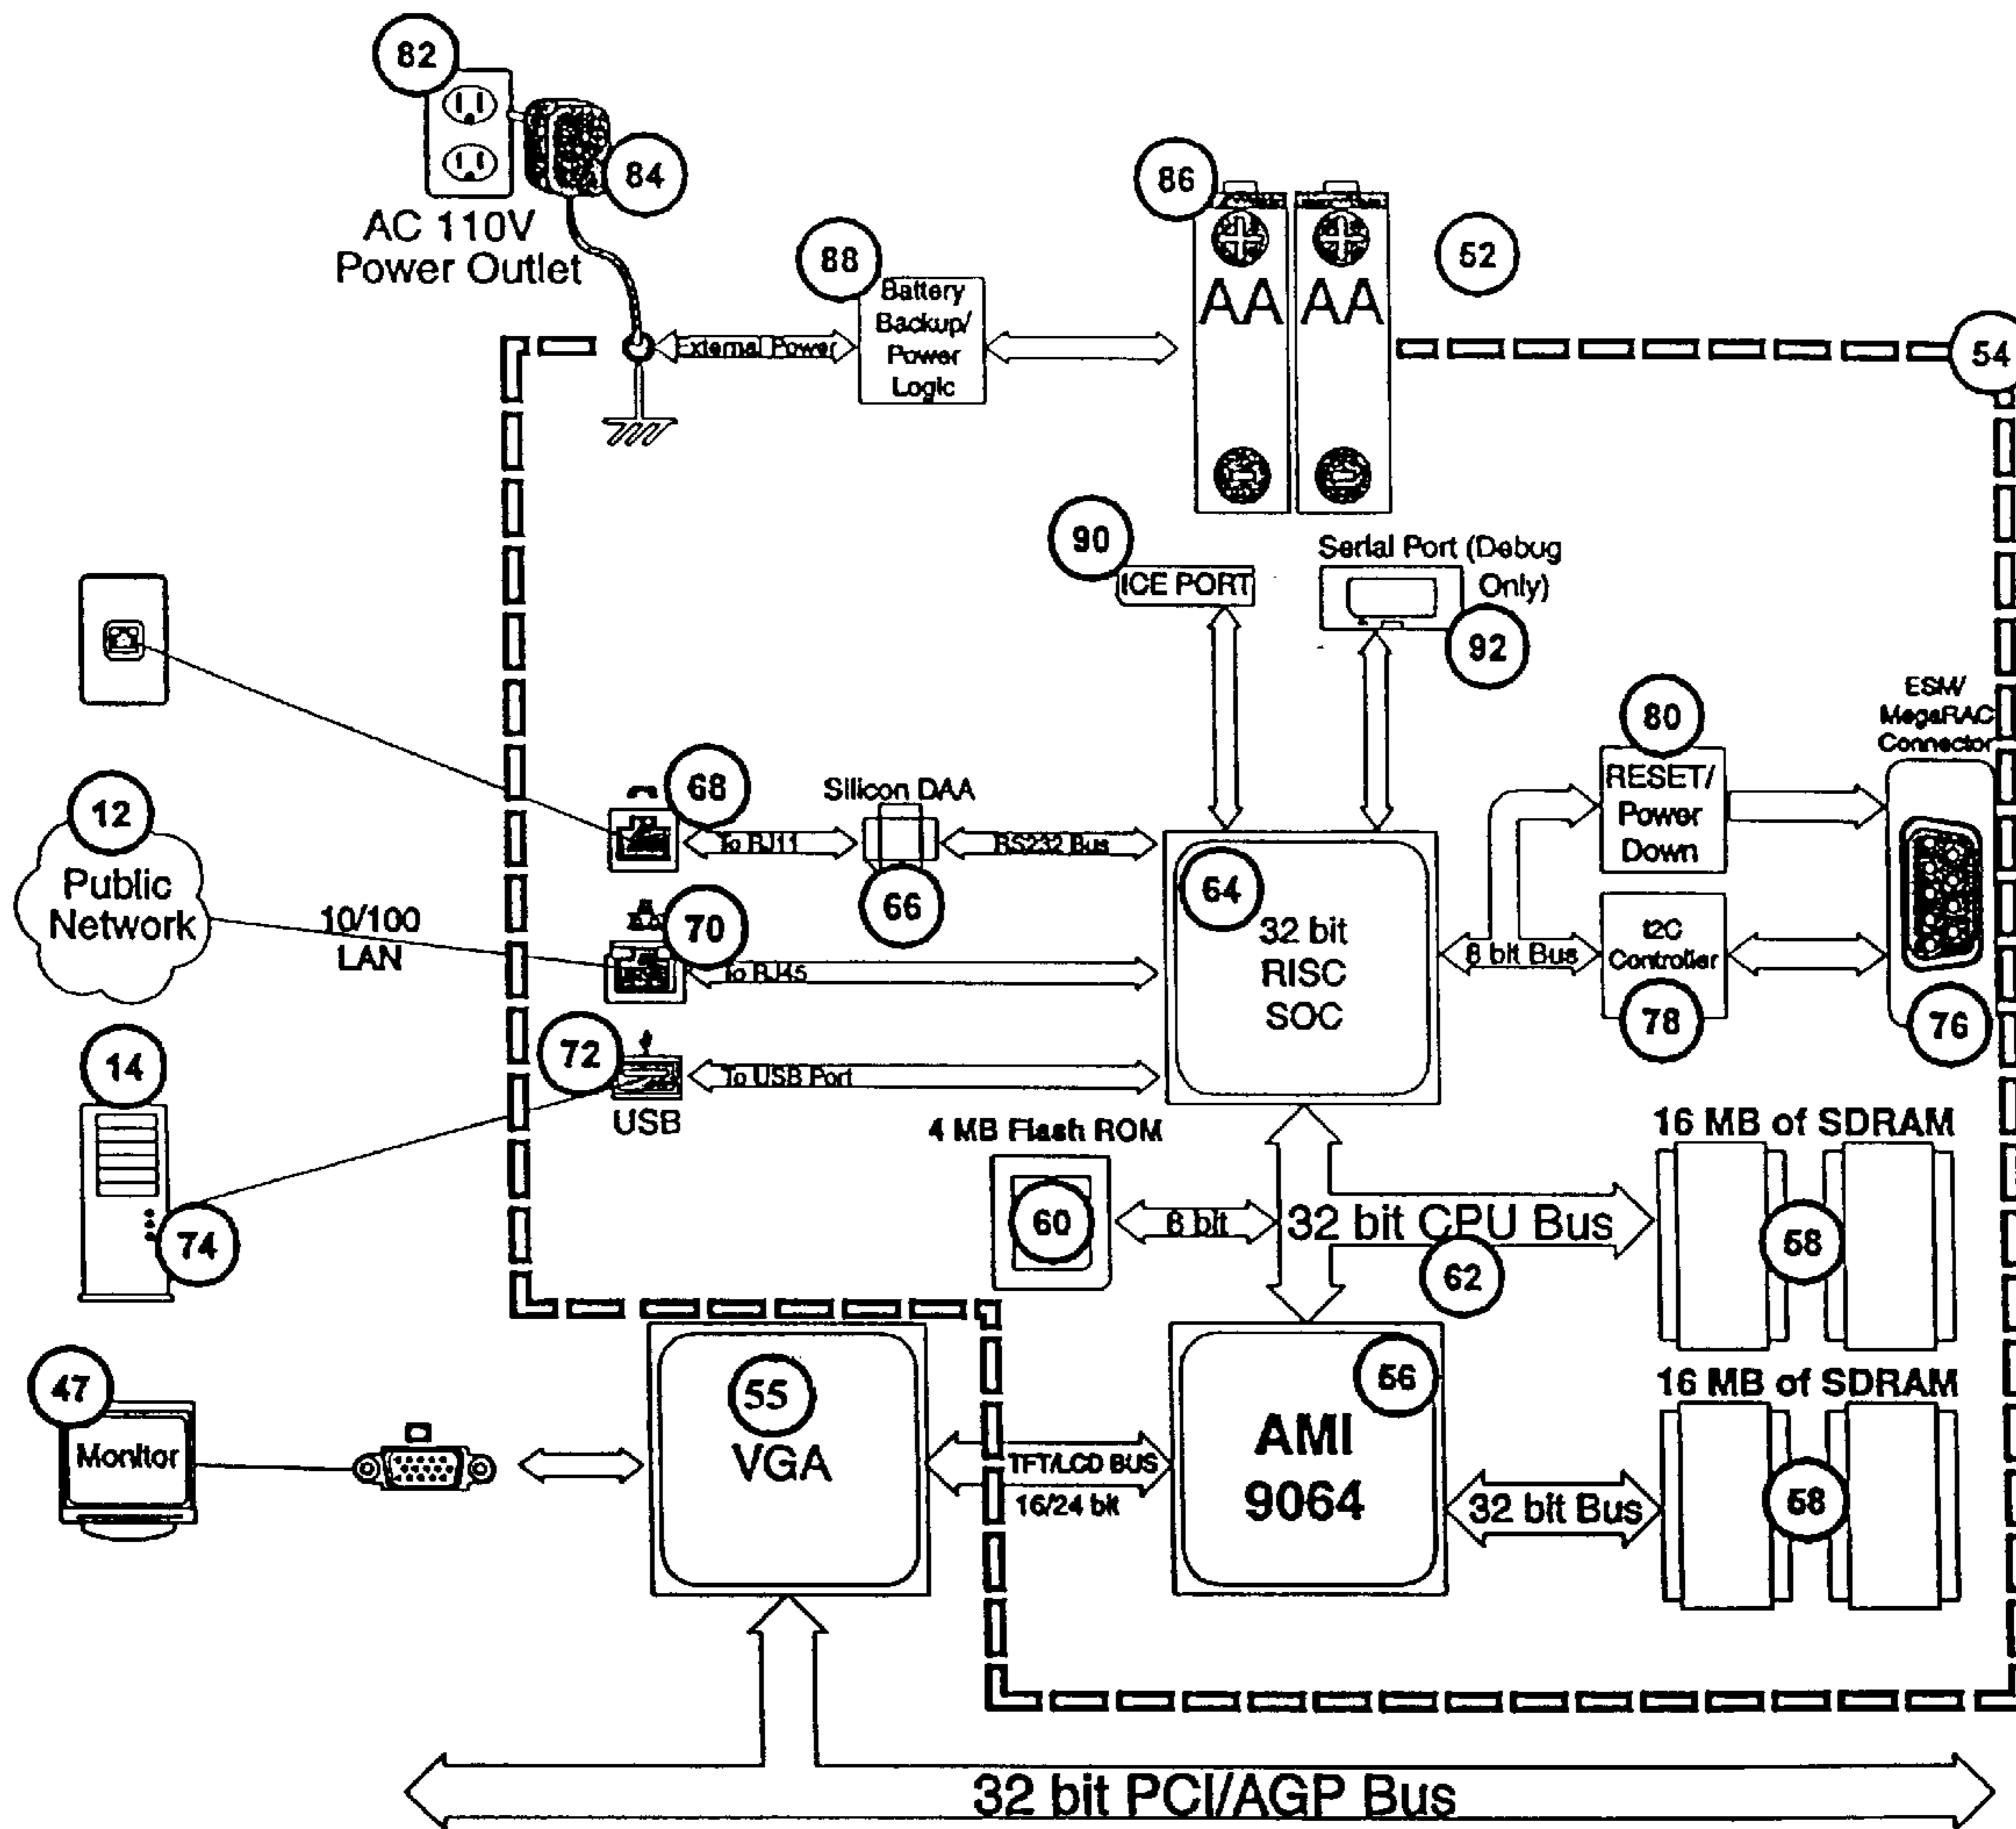 82
84
AC 110V
Power Outlet
86
52
88
Battery
Backup/
Power
Logic
External Power
AA AA
54
90
ICE PORT
Serial Port (Debug
Only)
92
80
ESM/
MegaRAC
Connector
RESET/
Power
Down
68
Silicon DAA
To RJ11
RS232 Bus
66
12
Public
Network
10/100
LAN
70
To RJ45
64
32 bit
RISC
SOC
8 bit Bus
I2C
Controller
78
76
14
72
To USB Port
USB
74
4 MB Flash ROM
60
8 bit
32 bit CPU Bus
62
16 MB of SDRAM
58
47
Monitor
55
VGA
TFT/LCD BUS
16/24 bit
56
AMI
9064
32 bit Bus
16 MB of SDRAM
58
32 bit PCI/AGP Bus